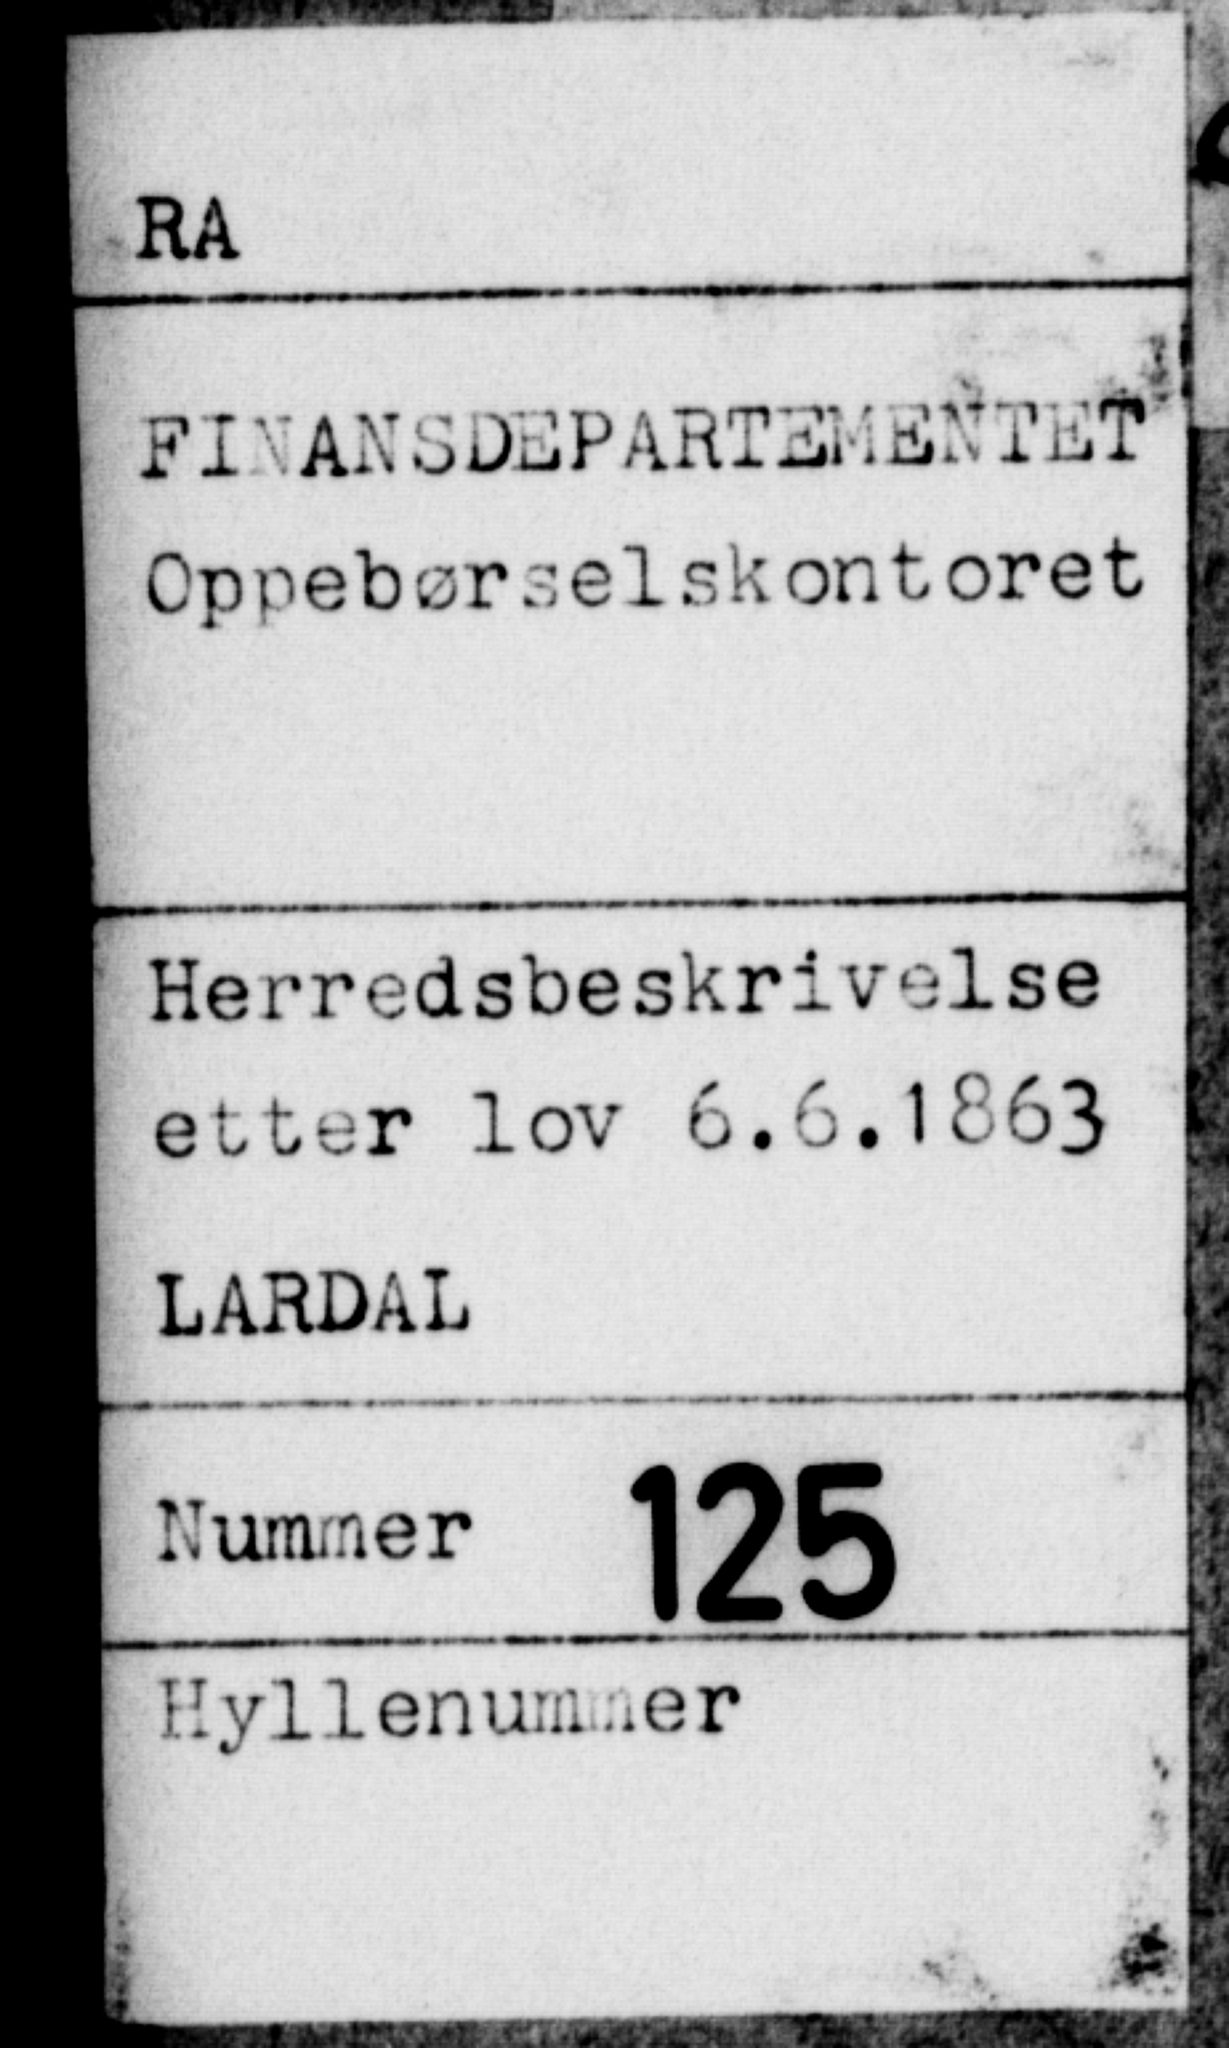 RA
FINANSDEPARTEMENTET
Oppebørselskontoret
Herredsbeskrivelse
etter lov 6.6.1863
LARDAL
Nummer 125
Hyllenummer